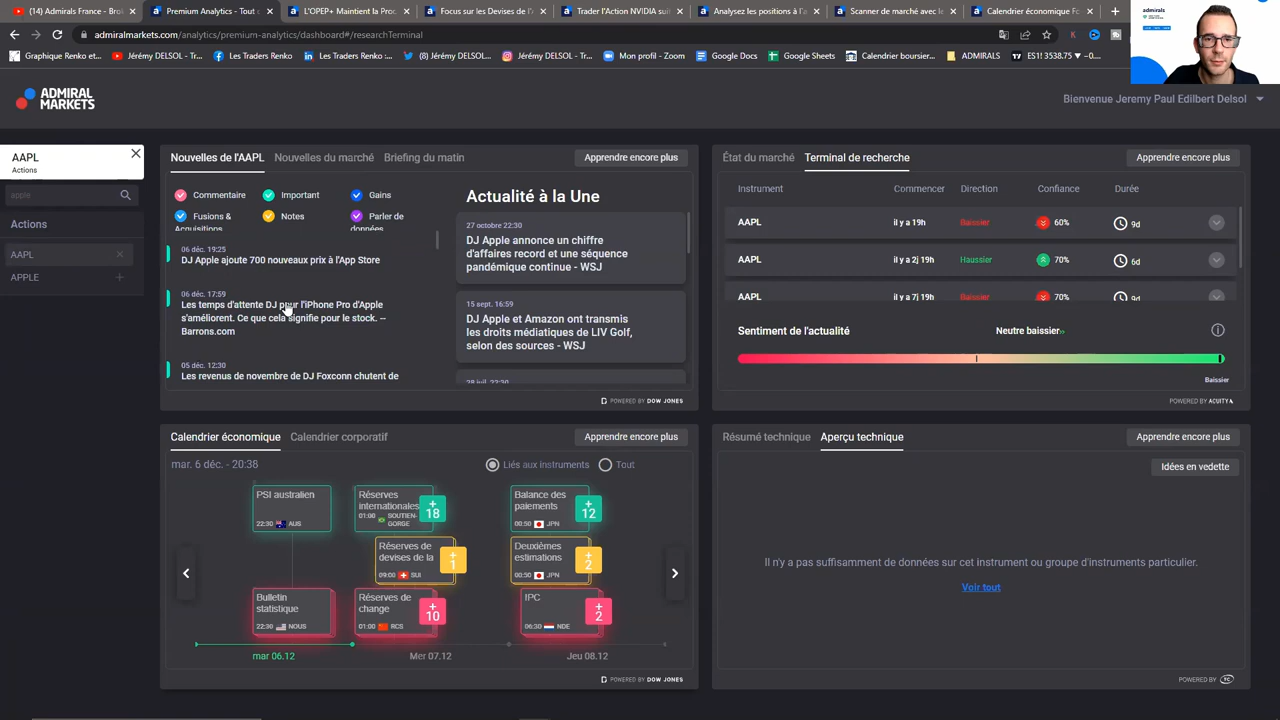 (14) Admirals France - Brok
Premium Analytics - Tout e
L'OPEP+ Maintient la Proc
Focus sur les Devises de l'
Trader l'Action NVIDIA suiv
Analysez les positions à l'a
Scanner de marché avec le
Calendrier économique Fo
admiralmarkets.com/analytics/premium-analytics/dashboard#/researchTerminal
Graphique Renko et
Jérémy DELSOL - Tr...
Les Traders Renko
Les Traders Renko :...
(8) Jérémy DELSOL -...
Jérémy DELSOL - Tr...
Mon profil - Zoom
Google Docs
Google Sheets
Calendrier boursier...
ADMIRALS
ES1! 3538.75 ▼ −0....
ADMIRAL
MARKETS
Bienvenue Jeremy Paul Edilbert Delsol
AAPL
Actions
apple
Actions
AAPL
APPLE
Nouvelles de l'AAPL
Nouvelles du marché
Briefing du matin
Apprendre encore plus
Commentaire
Important
Gains
Fusions &
Acquisitions
Notes
Parler de
données
06 déc. 19:25
DJ Apple ajoute 700 nouveaux prix à l'App Store
06 déc. 17:59
Les temps d'attente DJ pour l'iPhone Pro d'Apple
s'améliorent. Ce que cela signifie pour le stock. --
Barrons.com
05 déc. 12:30
Les revenus de novembre de DJ Foxconn chutent de
Actualité à la Une
27 octobre 22:30
DJ Apple annonce un chiffre
d'affaires record et une séquence
pandémique continue - WSJ
15 sept. 16:59
DJ Apple et Amazon ont transmis
les droits médiatiques de LIV Golf,
selon des sources - WSJ
28 juil. 22:30
POWERED BY DOW JONES
État du marché
Terminal de recherche
Apprendre encore plus
Instrument
Commencer
Direction
Confiance
Durée
AAPL
il y a 19h
Baissier
60%
9d
AAPL
il y a 2j 19h
Haussier
70%
6d
AAPL
il y a 7j 19h
Baissier
70%
9d
Sentiment de l'actualité
Neutre baissier
Baissier
POWERED BY ACUITY
Calendrier économique
Calendrier corporatif
Apprendre encore plus
mar. 6 déc. - 20:38
Liés aux instruments
Tout
PSI australien
22:30 AUS
Réserves
internationales
01:00 SOUTIEN-
GORGE
+
18
Balance des
paiements
00:50 JPN
+
12
Réserves de
devises de la
09:00 SUI
+
1
Deuxièmes
estimations
00:50 JPN
+
2
Bulletin
statistique
22:30 NOUS
Réserves de
change
01:00 RCS
+
10
IPC
06:30 NDE
+
2
mar 06.12
Mer 07.12
Jeu 08.12
POWERED BY DOW JONES
Résumé technique
Aperçu technique
Apprendre encore plus
Idées en vedette
Il n'y a pas suffisamment de données sur cet instrument ou groupe d'instruments particulier.
Voir tout
POWERED BY TC